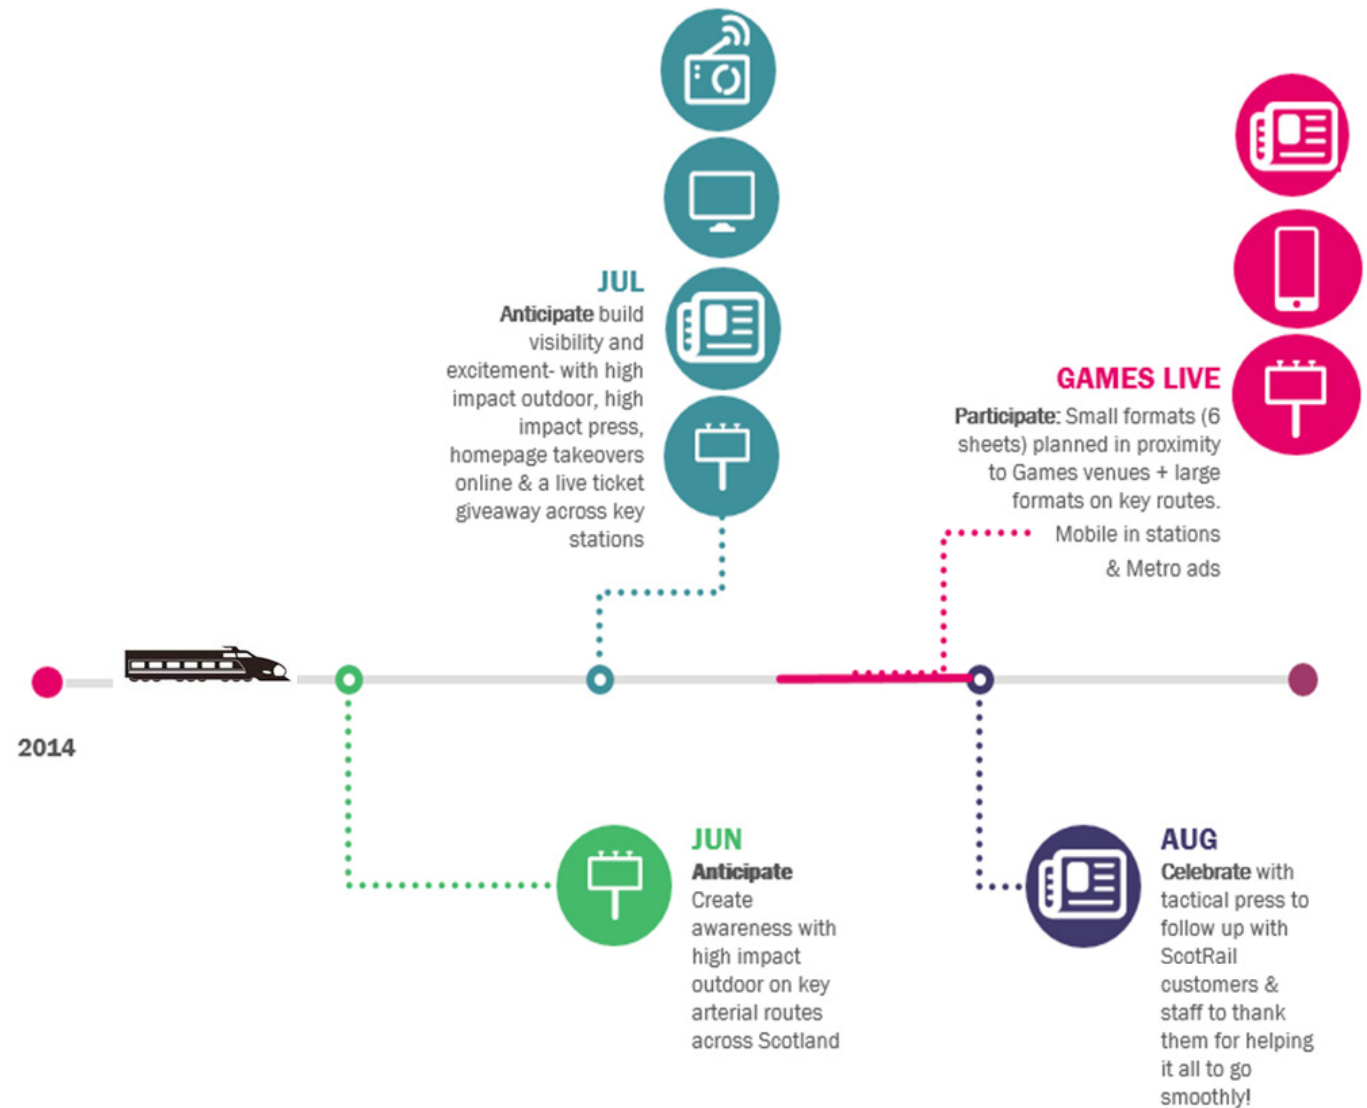 JUL
Anticipate build
visibility and
excitement- with high
impact outdoor, high
impact press,
homepage takeovers
online & a live ticket
giveaway across key
stations
GAMES LIVE
Participate: Small formats (6
sheets) planned in proximity
to Games venues + large
formats on key routes.
Mobile in stations
& Metro ads
2014
JUN
Anticipate
Create
awareness with
high impact
outdoor on key
arterial routes
across Scotland
AUG
Celebrate with
tactical press to
follow up with
ScotRail
customers &
staff to thank
them for helping
it all to go
smoothly!